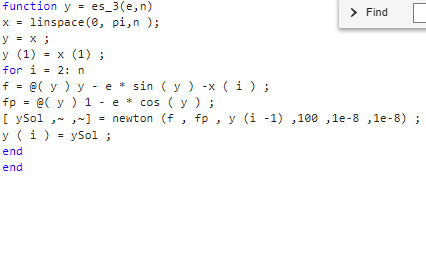 function y = es_3(e,n)
x = linspace(0, pi,n );
y = x ;
y (1) = x (1) ;
for i = 2: n
f = @( y ) y - e * sin ( y ) -x ( i ) ;
fp = @( y ) 1 - e * cos ( y ) ;
[ ySol ,~ ,~] = newton (f , fp , y (i -1) ,100 ,1e-8 ,1e-8) ;
y ( i ) = ySol ;
end
end
> Find